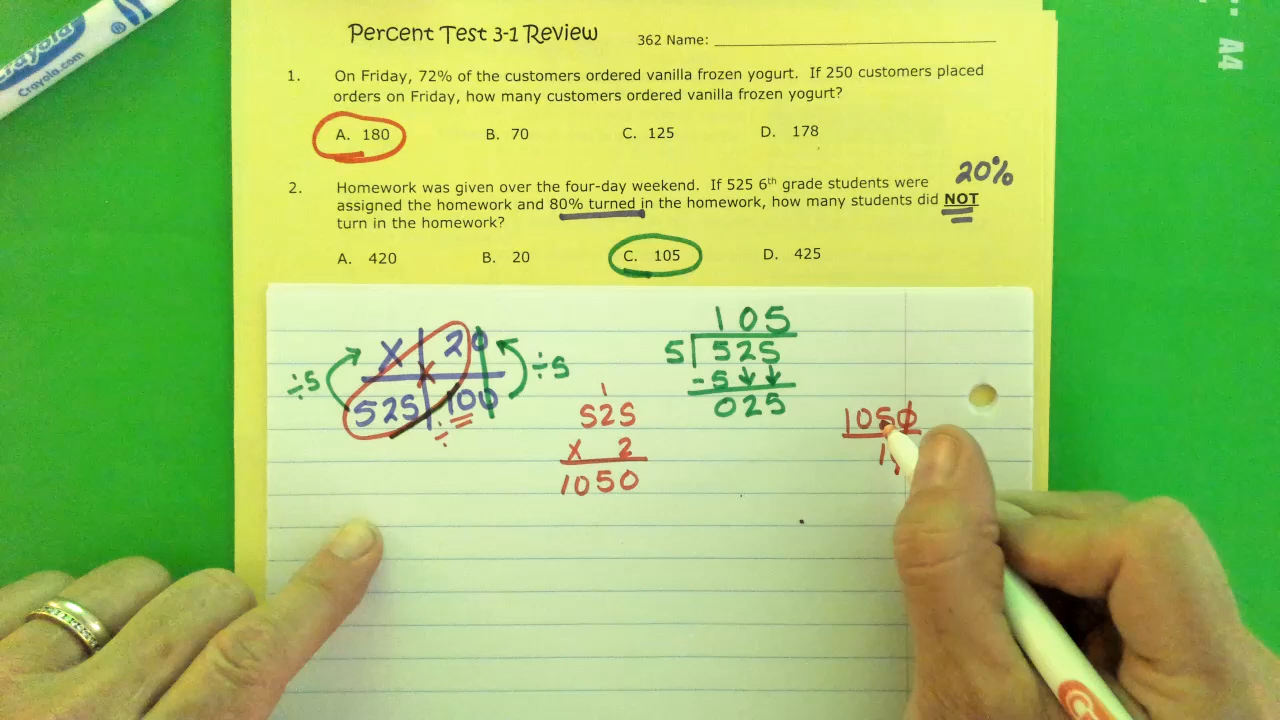 Crayola
Crayola.com
A4
Percent Test 3-1 Review 362 Name:
1. On Friday, 72% of the customers ordered vanilla frozen yogurt. If 250 customers placed
orders on Friday, how many customers ordered vanilla frozen yogurt?
A. 180 B. 70 C. 125 D. 178
20%
2. Homework was given over the four-day weekend. If 525 6th grade students were
assigned the homework and 80% turned in the homework, how many students did NOT
turn in the homework?
A. 420 B. 20 C. 105 D. 425
X 20
÷5 ÷5
525 100
÷
1
525
X 2
1050
105
5 525
-5
025
1050
1